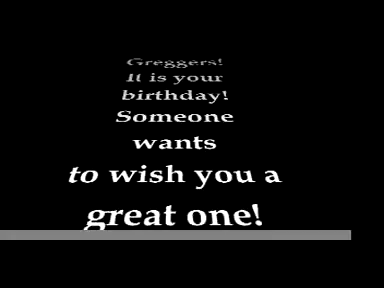 Greggers!
It is your
birthday!
Someone
wants
to wish you a
great one!